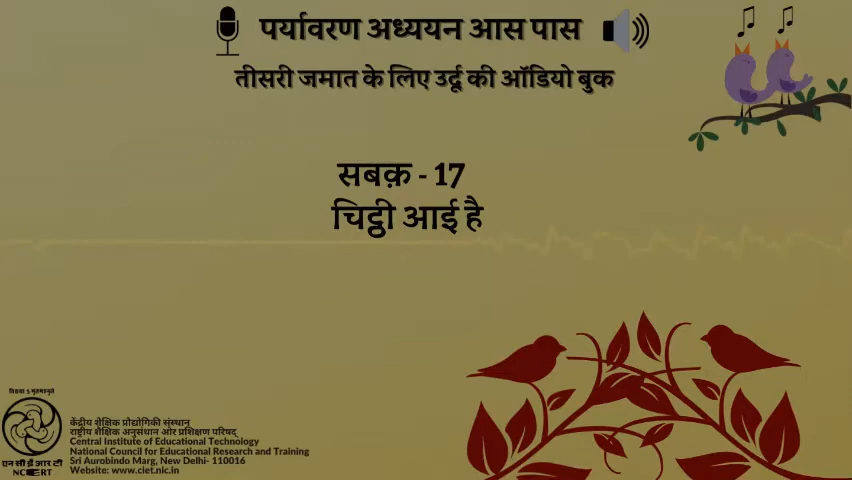 पर्यावरण अध्ययन आस पास
तीसरी जमात के लिए उर्दू की ऑडियो बुक
सबक़ - 17
चिट्ठी आई है
विद्यया ऽ मृतमश्नुते
एन सी ई आर टी
NCERT
केंद्रीय शैक्षिक प्रौद्योगिकी संस्थान
राष्ट्रीय शैक्षिक अनुसंधान और प्रशिक्षण परिषद्
Central Institute of Educational Technology
National Council for Educational Research and Training
Sri Aurobindo Marg, New Delhi- 110016
Website: www.ciet.nic.in